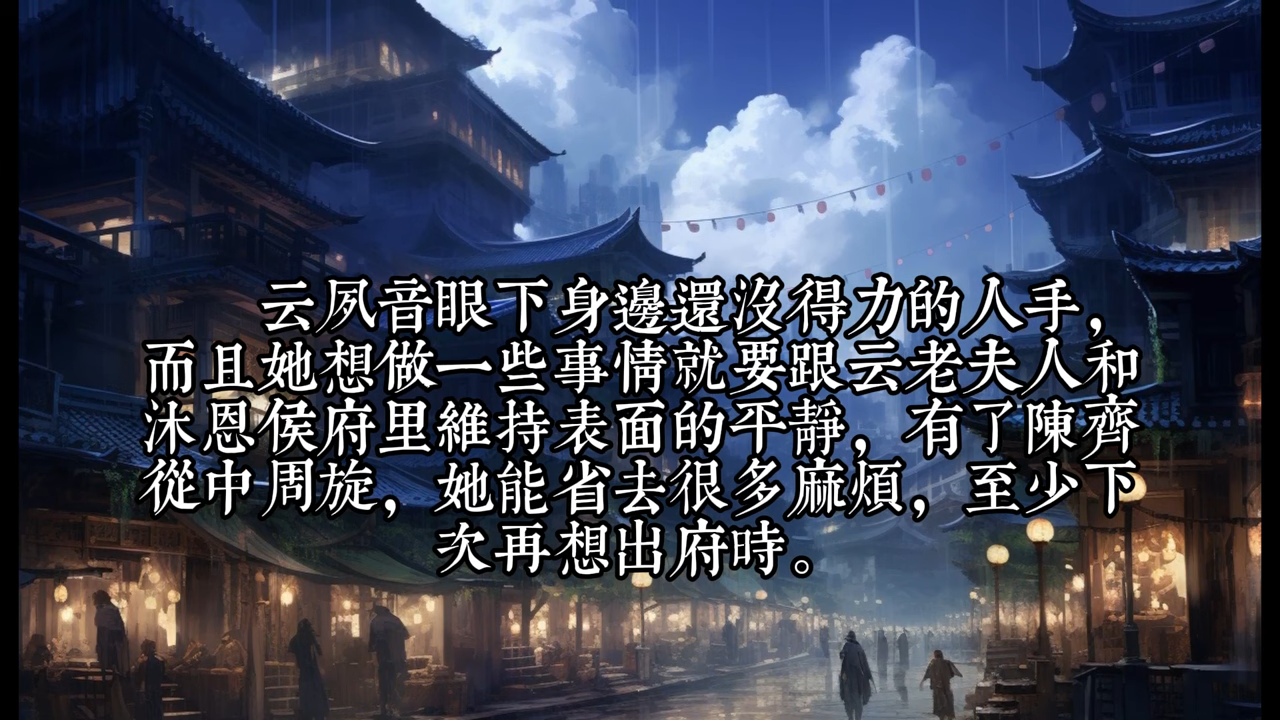 云夙音眼下身邊還沒得力的人手，
而且她想做一些事情就要跟云老夫人和
沐恩侯府里維持表面的平靜，有了陳齊
從中周旋，她能省去很多麻煩，至少下
次再想出府時。